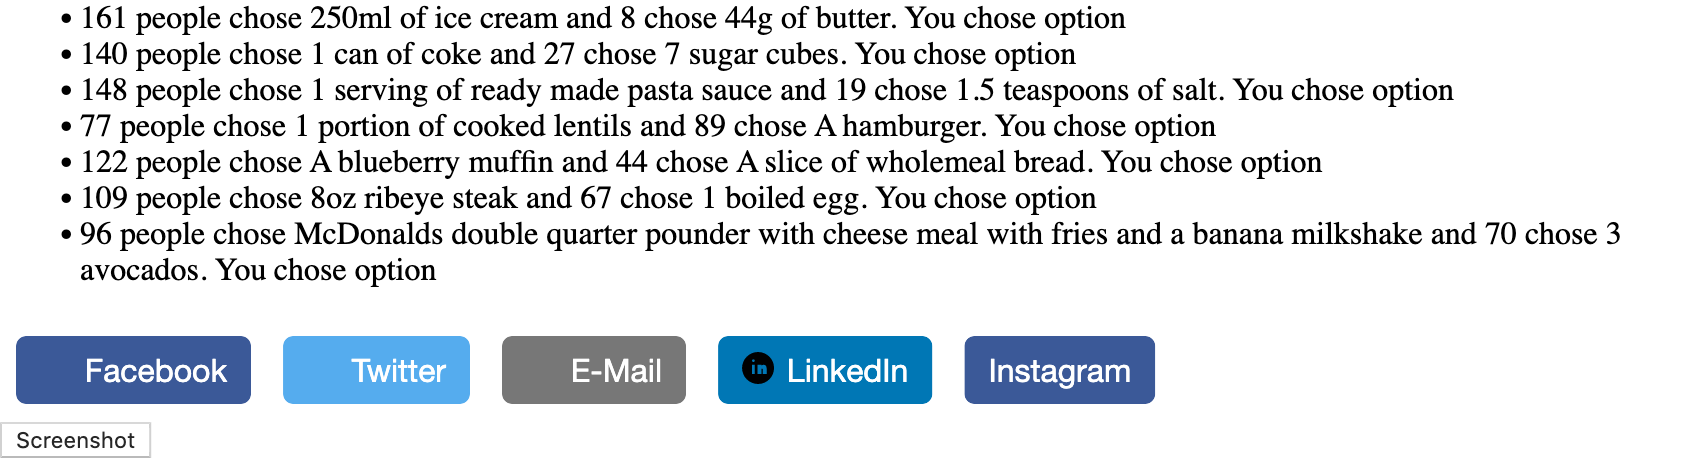 • 161 people chose 250ml of ice cream and 8 chose 44g of butter. You chose option
• 140 people chose 1 can of coke and 27 chose 7 sugar cubes. You chose option
• 148 people chose 1 serving of ready made pasta sauce and 19 chose 1.5 teaspoons of salt. You chose option
• 77 people chose 1 portion of cooked lentils and 89 chose A hamburger. You chose option
• 122 people chose A blueberry muffin and 44 chose A slice of wholemeal bread. You chose option
• 109 people chose 8oz ribeye steak and 67 chose 1 boiled egg. You chose option
• 96 people chose McDonalds double quarter pounder with cheese meal with fries and a banana milkshake and 70 chose 3
avocados. You chose option
Facebook Twitter E-Mail in LinkedIn Instagram
Screenshot